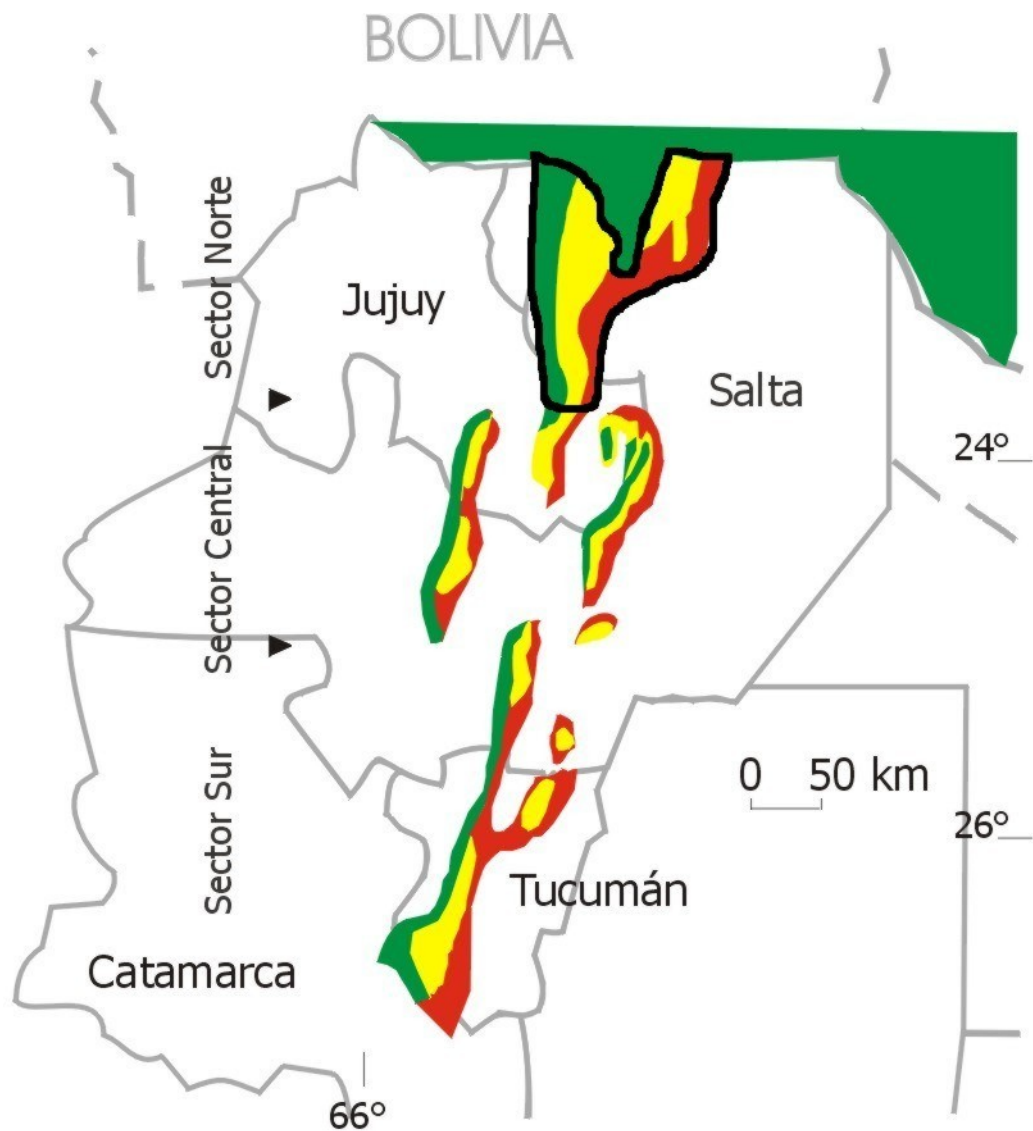 BOLIVIA
Sector Norte
Jujuy
Salta
24°
Sector Central
0 50 km
26°
Sector Sur
Tucumán
Catamarca
66°